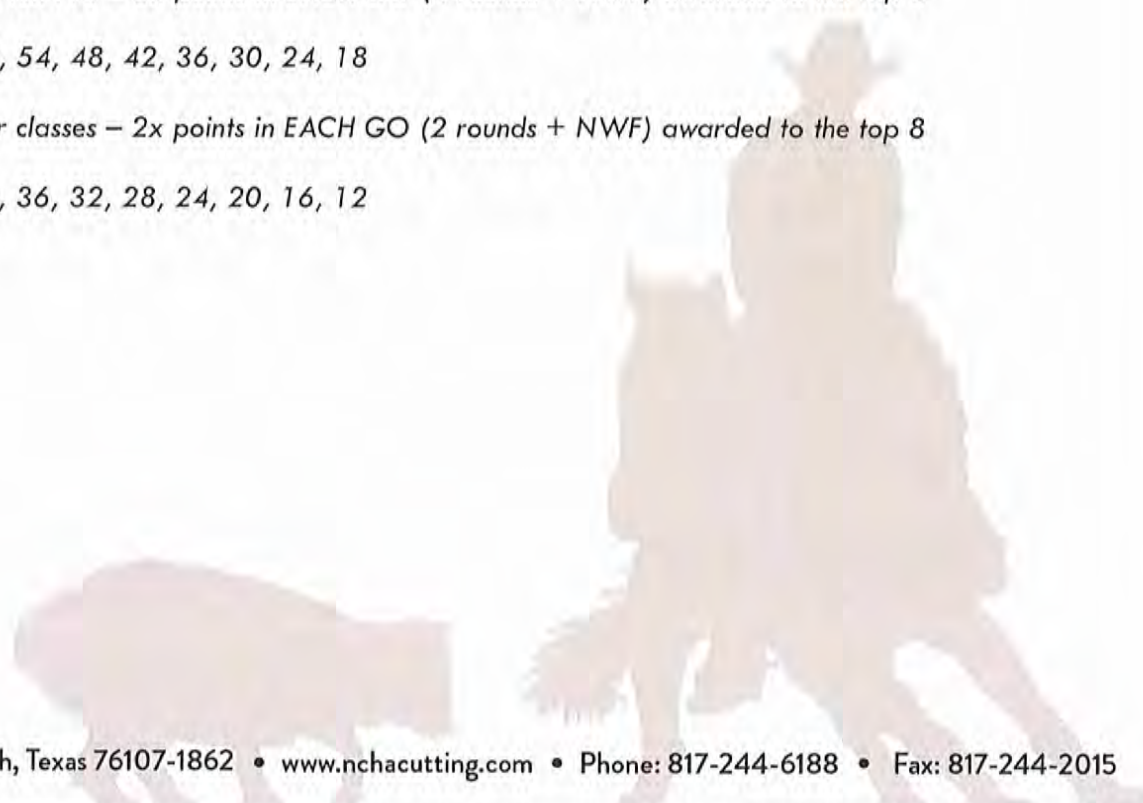 , 54, 48, 42, 36, 30, 24, 18
r classes – 2x points in EACH GO (2 rounds + NWF) awarded to the top 8
, 36, 32, 28, 24, 20, 16, 12
h, Texas 76107-1862 • www.nchacutting.com • Phone: 817-244-6188 • Fax: 817-244-2015